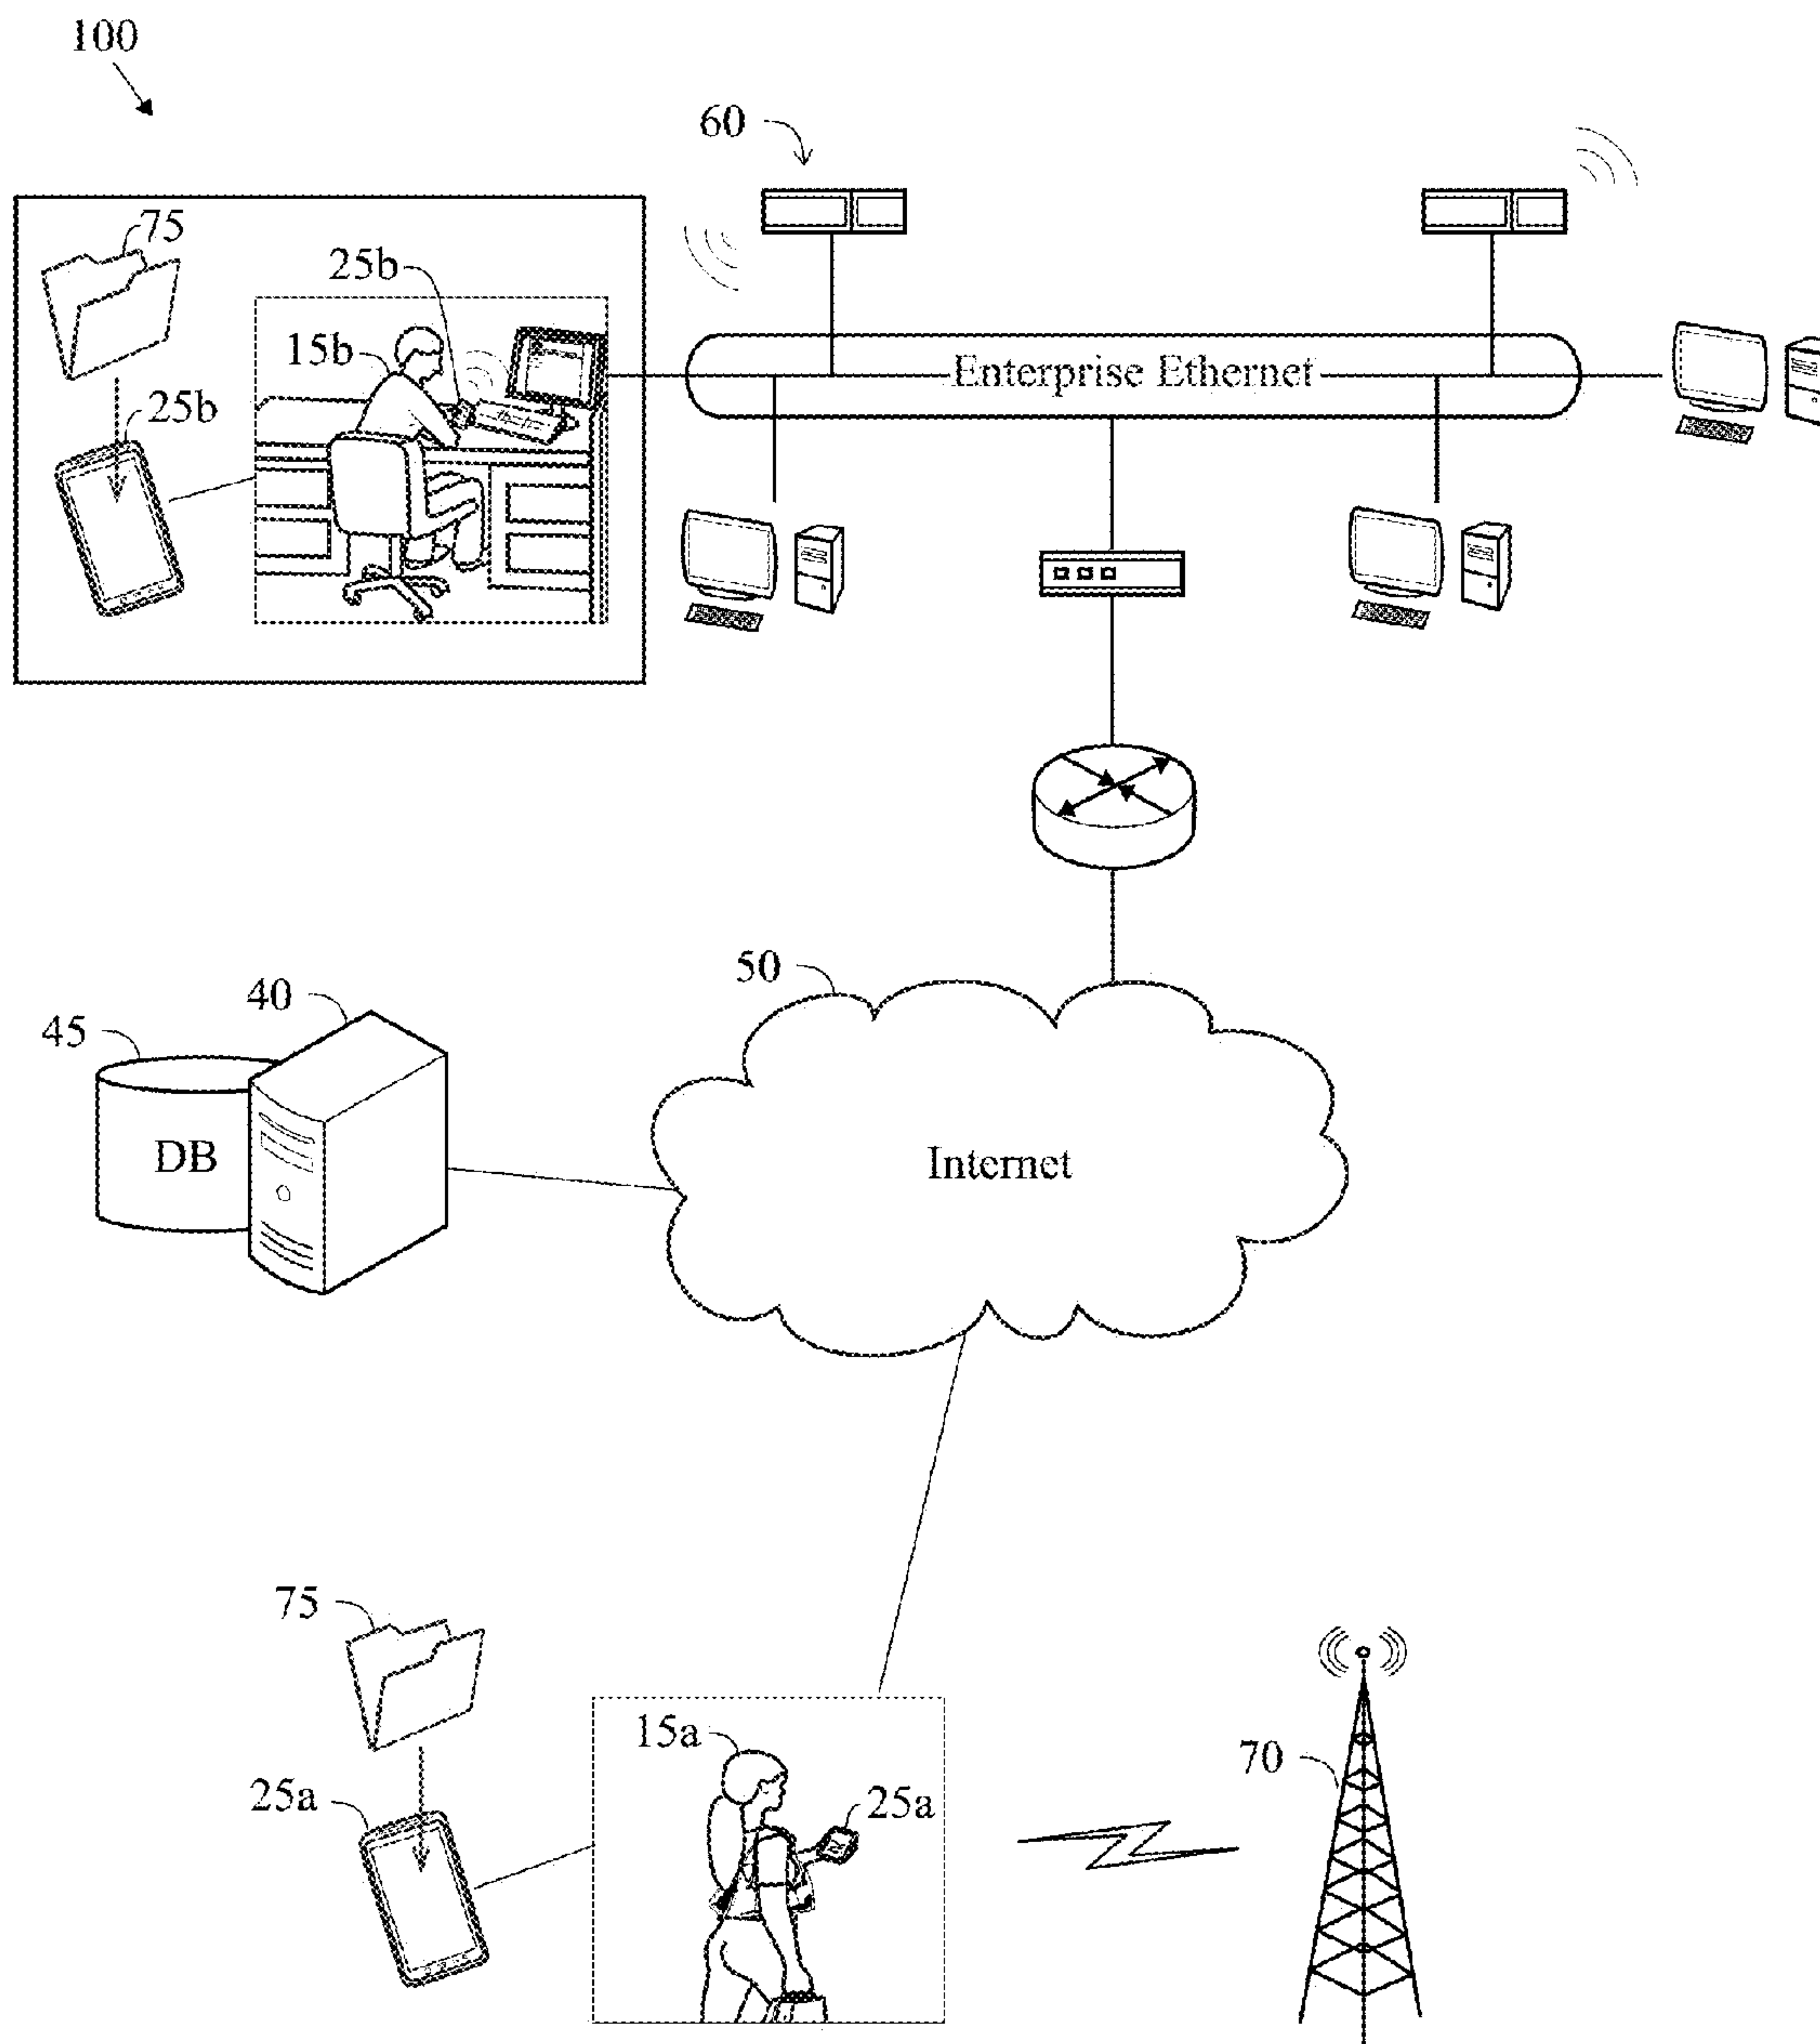 100
60
75
25b
15b
25b
Enterprise Ethernet
50
40
45
DB
Internet
75
15a
25a
25a
70